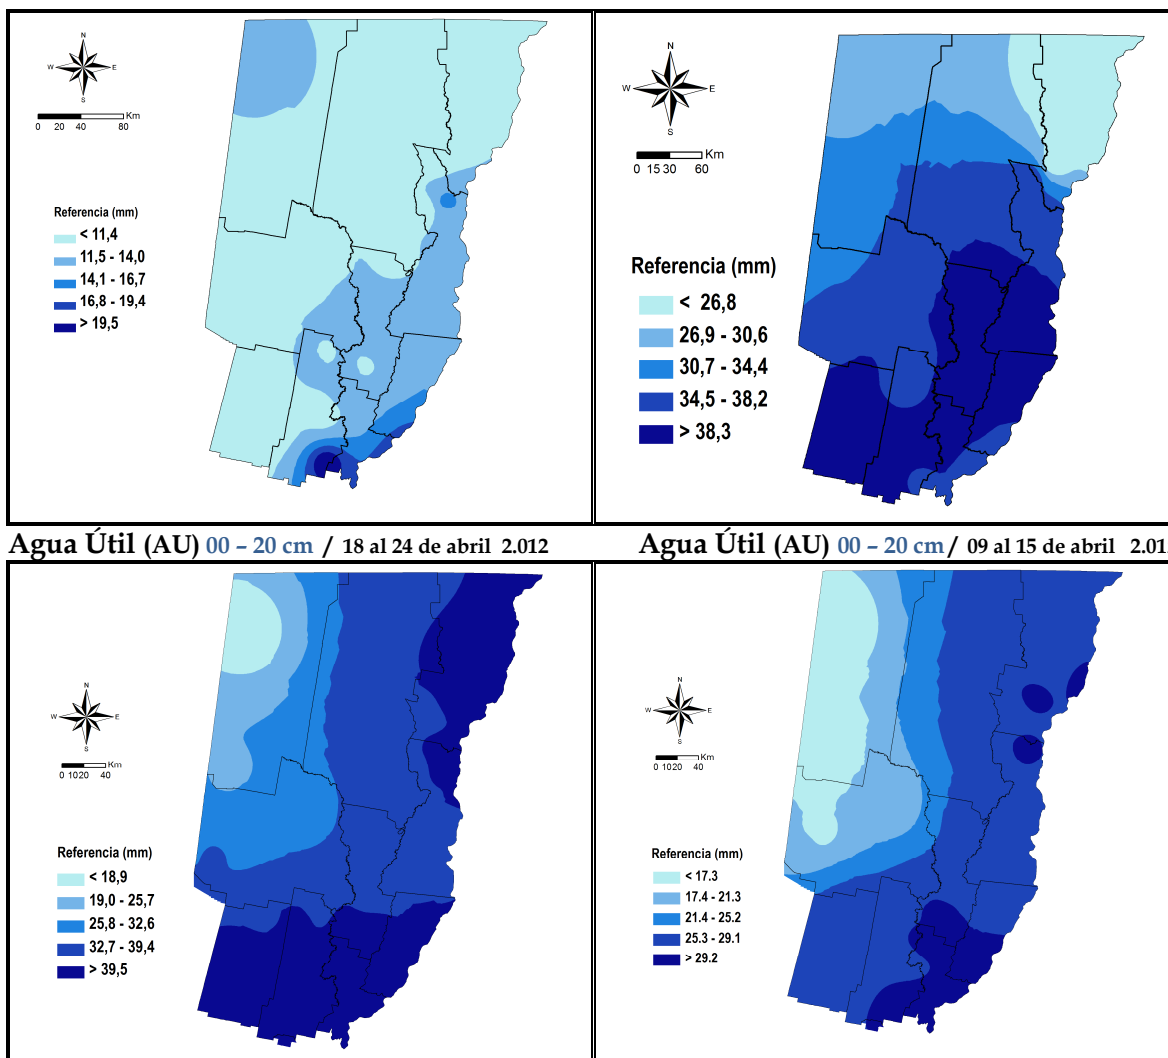 N
W E
S
0 20 40 80 Km
Referencia (mm)
< 11,4
11,5 - 14,0
14,1 - 16,7
16,8 - 19,4
> 19,5
N
W E
S
Km
0 15 30 60
Referencia (mm)
< 26,8
26,9 - 30,6
30,7 - 34,4
34,5 - 38,2
> 38,3
Agua Útil (AU) 00 – 20 cm / 18 al 24 de abril 2.012
Agua Útil (AU) 00 – 20 cm / 09 al 15 de abril
N
W E
S
Km
0 10 20 40
Referencia (mm)
< 18,9
19,0 - 25,7
25,8 - 32,6
32,7 - 39,4
> 39,5
N
W E
S
Km
0 10 20 40
Referencia (mm)
< 17.3
17.4 - 21.3
21.4 - 25.2
25.3 - 29.1
> 29.2